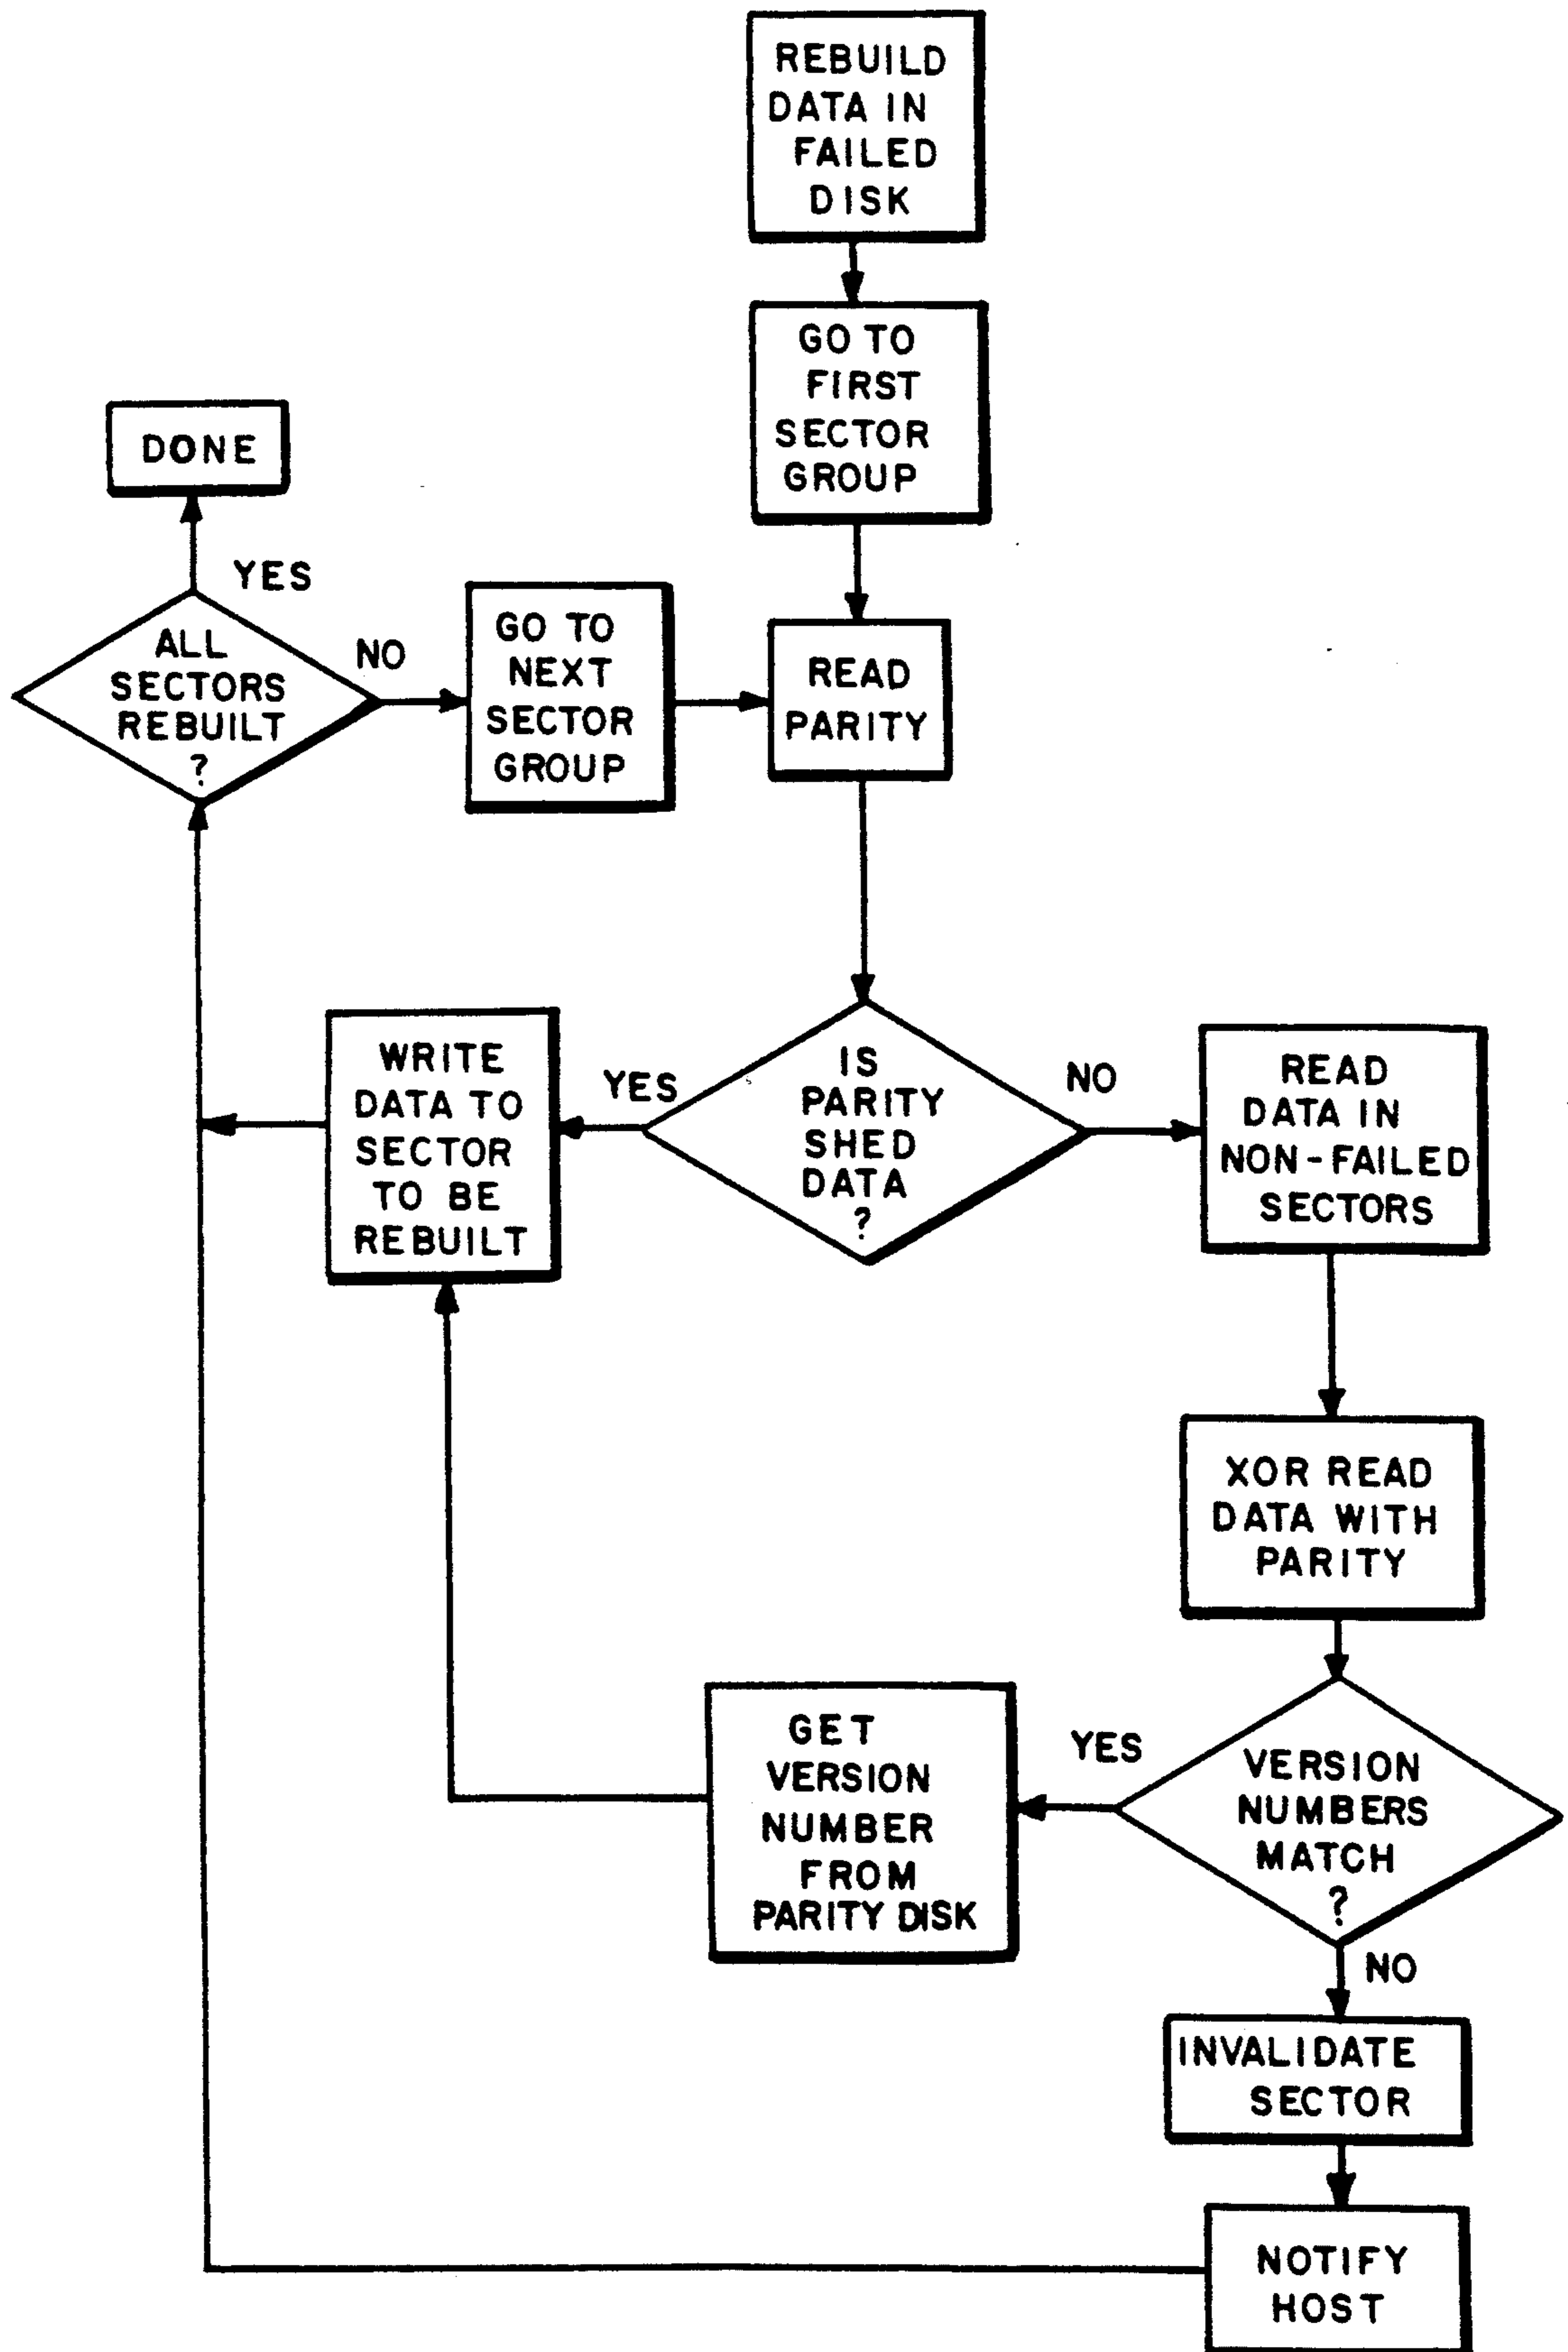 REBUILD
DATA IN
FAILED
DISK
GO TO
FIRST
SECTOR
GROUP
DONE
YES
ALL
SECTORS
REBUILT
?
NO
GO TO
NEXT
SECTOR
GROUP
READ
PARITY
WRITE
DATA TO
SECTOR
TO BE
REBUILT
YES
IS
PARITY
SHED
DATA
?
NO
READ
DATA IN
NON-FAILED
SECTORS
XOR READ
DATA WITH
PARITY
GET
VERSION
NUMBER
FROM
PARITY DISK
YES
VERSION
NUMBERS
MATCH
?
NO
INVALIDATE
SECTOR
NOTIFY
HOST